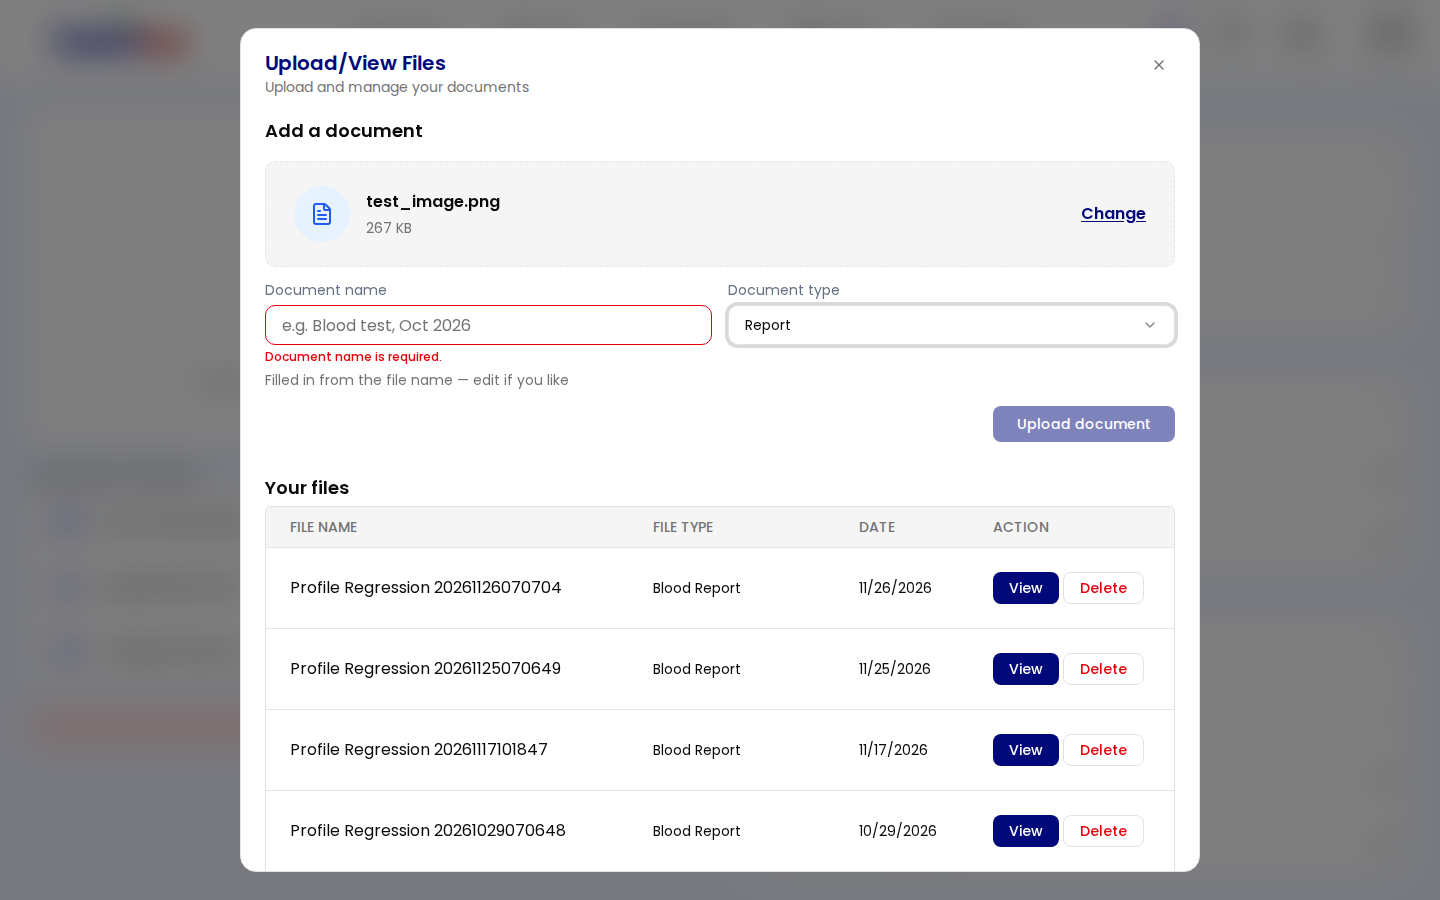 Upload/View Files
Upload and manage your documents
Add a document
test_image.png
267 KB
Change
Document name
Document type
e.g. Blood test, Oct 2026
Report
Document name is required.
Filled in from the file name — edit if you like
Upload document
Your files
FILE NAME FILE TYPE DATE ACTION
Profile Regression 20261126070704 Blood Report 11/26/2026 View Delete
Profile Regression 20261125070649 Blood Report 11/25/2026 View Delete
Profile Regression 20261117101847 Blood Report 11/17/2026 View Delete
Profile Regression 20261029070648 Blood Report 10/29/2026 View Delete